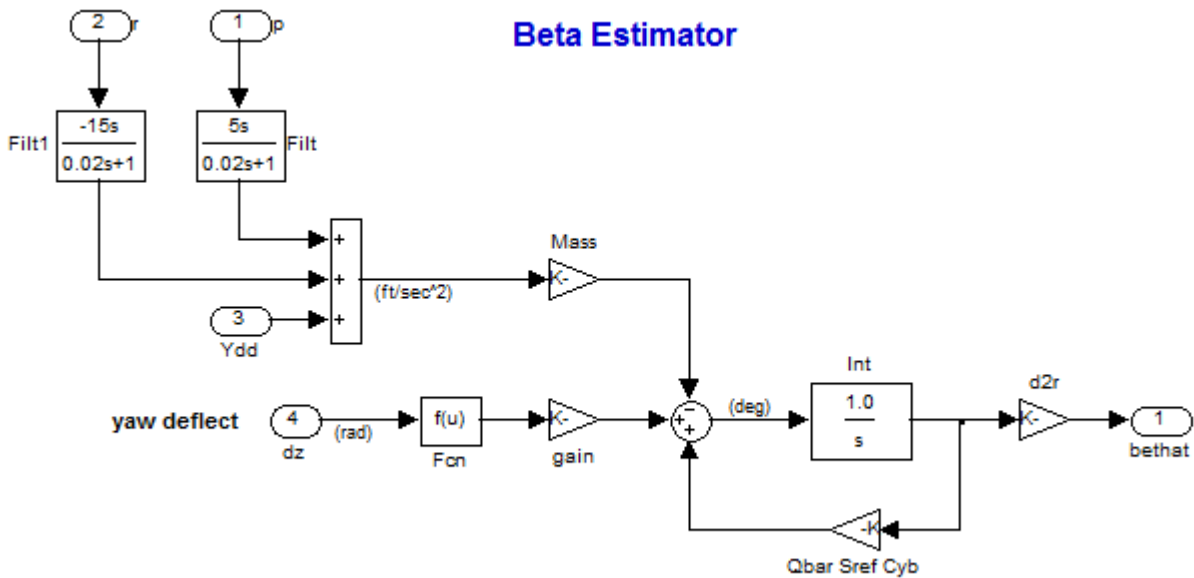 Beta Estimator
2
r
1
p
Filt1
-15s
0.02s+1
5s
0.02s+1
Filt
+
+
+
(ft/sec^2)
Mass
K-
3
Ydd
yaw deflect
4
dz
(rad)
f(u)
Fcn
K-
gain
−
+
+
(deg)
Int
1.0
s
d2r
K-
1
bethat
-K
Qbar Sref Cyb